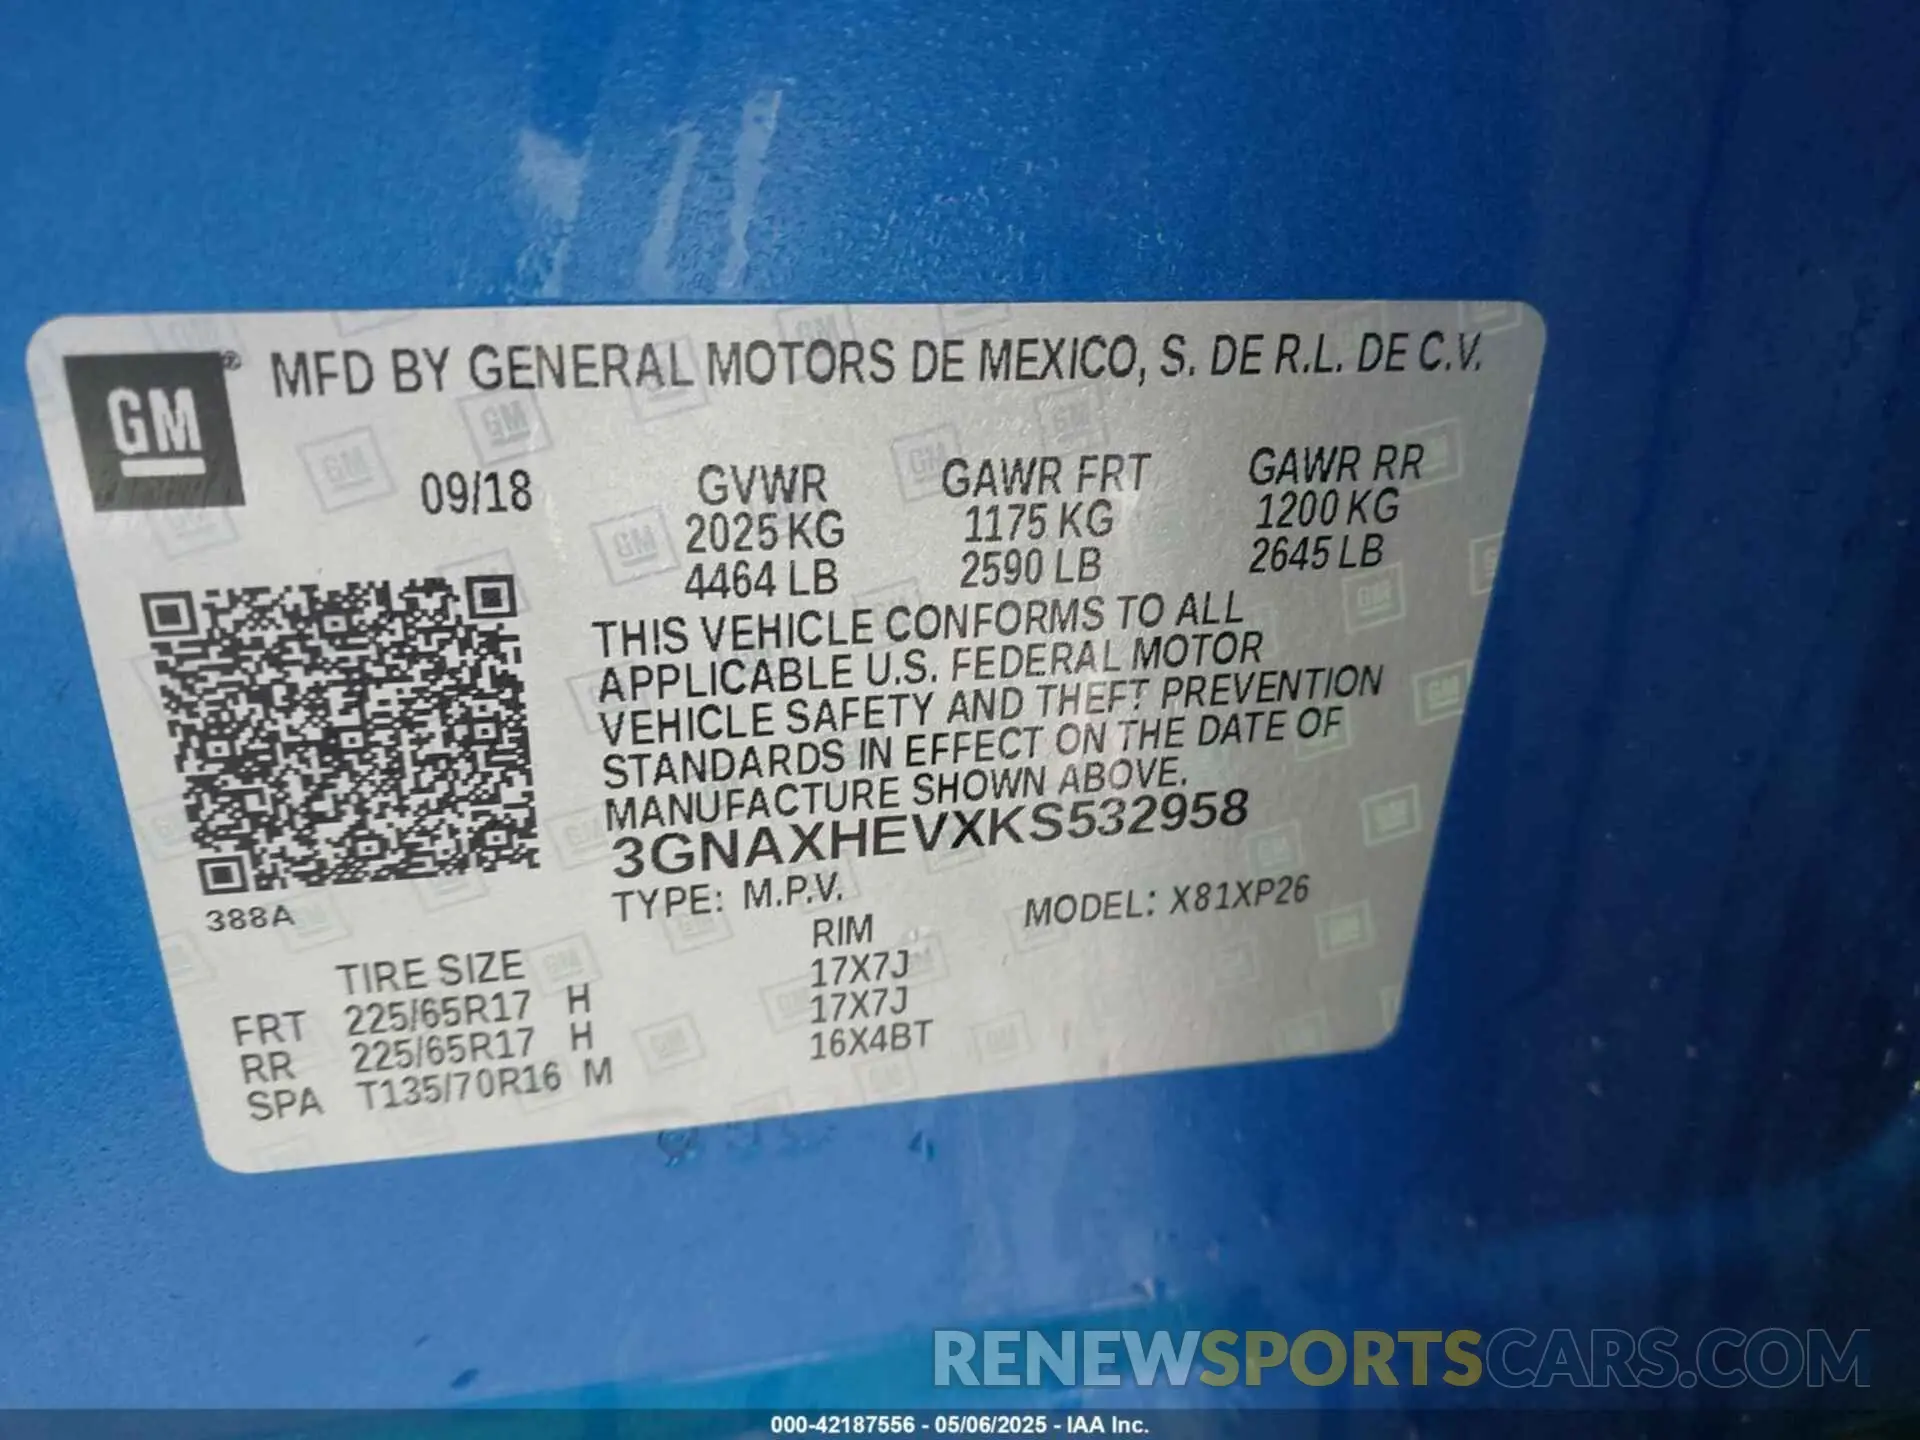 GM ® MFD BY GENERAL MOTORS DE MEXICO, S. DE R.L. DE C.V.
09/18 GVWR GAWR FRT GAWR RR
2025 KG 1175 KG 1200 KG
4464 LB 2590 LB 2645 LB
THIS VEHICLE CONFORMS TO ALL
APPLICABLE U.S. FEDERAL MOTOR
VEHICLE SAFETY AND THEFT PREVENTION
STANDARDS IN EFFECT ON THE DATE OF
MANUFACTURE SHOWN ABOVE.
3GNAXHEVXKS532958
388A TYPE: M.P.V. MODEL: X81XP26
TIRE SIZE RIM
FRT 225/65R17 H 17X7J
RR 225/65R17 H 17X7J
SPA T135/70R16 M 16X4BT
RENEWSPORTSCARS.COM
000-42187556 - 05/06/2025 - IAA Inc.